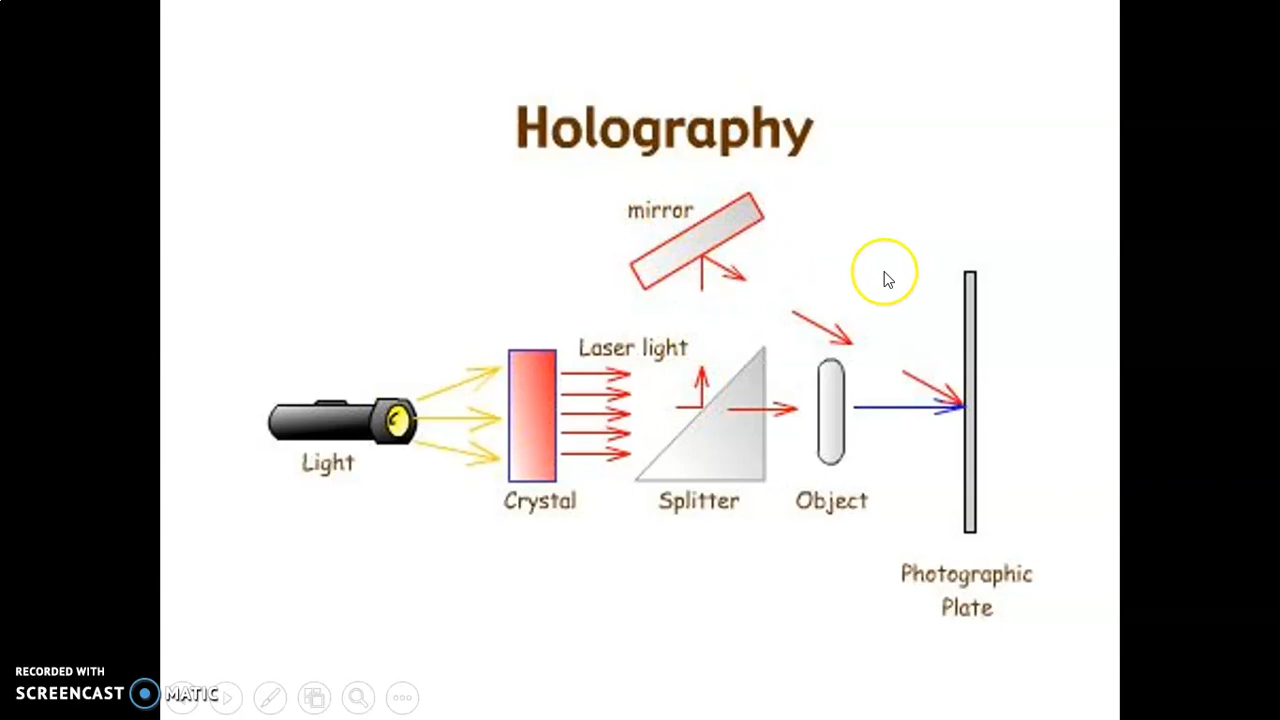 Holography
mirror
Laser light
Light
Crystal
Splitter
Object
Photographic
Plate
RECORDED WITH
SCREENCAST MATIC